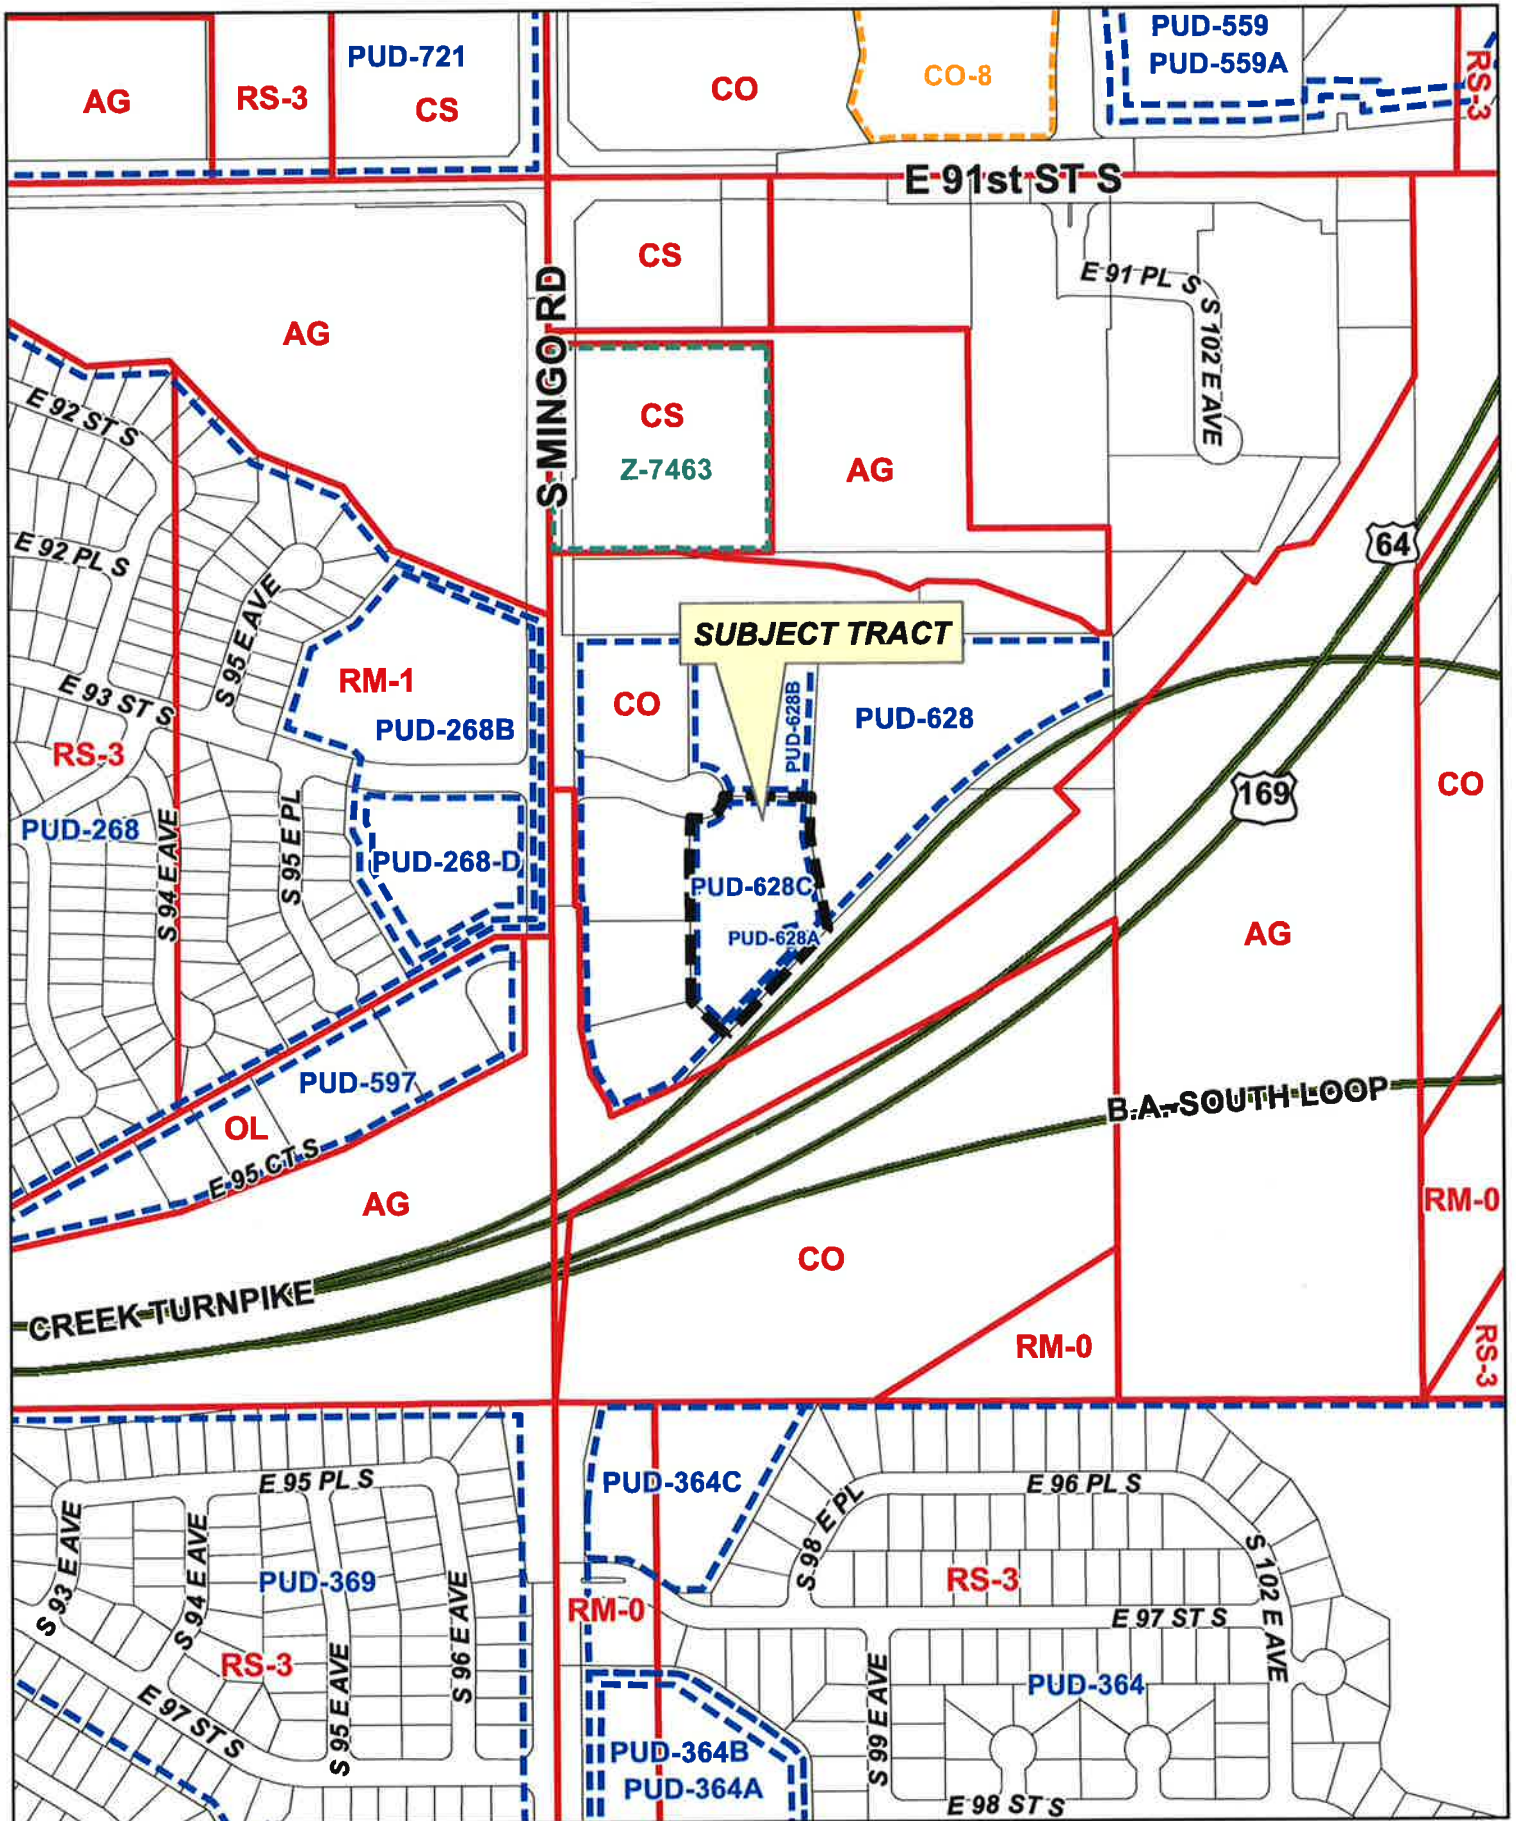 PUD-721
PUD-559
PUD-559A
CO-8
AG
RS-3
CS
CO
RS-3
E 91st ST S
CS
E 91 PL S
S 102 E AVE
AG
S MINGO RD
CS
Z-7463
AG
E 92 ST S
E 92 PL S
S 95 E AVE
64
SUBJECT TRACT
RM-1
PUD-268B
CO
PUD-628B
PUD-628
E 93 ST S
RS-3
PUD-268
S 94 E AVE
S 95 E PL
PUD-268-D
169
CO
PUD-628C
PUD-628A
AG
PUD-597
OL
E 95 CT S
B.A.-SOUTH LOOP
AG
RM-0
CO
CREEK TURNPIKE
RM-0
RS-3
E 95 PL S
PUD-364C
S 98 E PL
E 96 PL S
S 93 E AVE
S 94 E AVE
PUD-369
S 96 E AVE
RS-3
S 102 E AVE
RM-0
E 97 ST S
RS-3
S 95 E AVE
E 97 ST S
S 99 E AVE
PUD-364
PUD-364B
PUD-364A
E 98 ST S